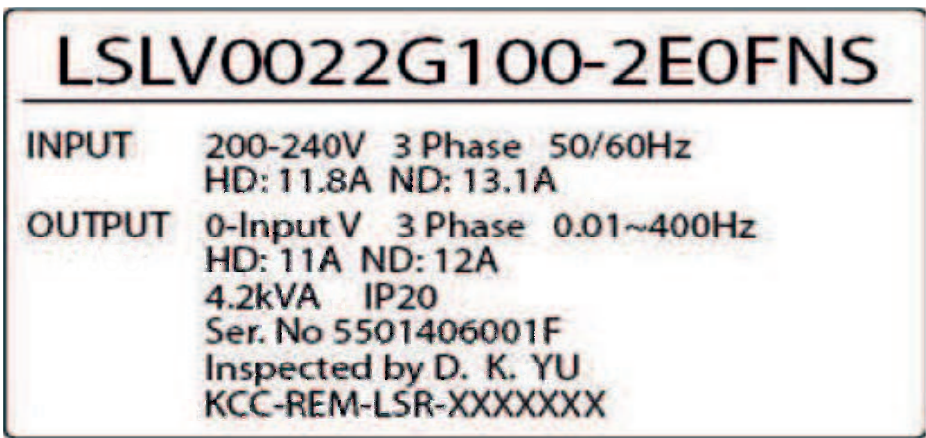 LSLV0022G100-2E0FNS
INPUT 200-240V 3 Phase 50/60Hz
HD: 11.8A ND: 13.1A
OUTPUT 0-Input V 3 Phase 0.01~400Hz
HD: 11A ND: 12A
4.2kVA IP20
Ser. No 5501406001F
Inspected by D. K. YU
KCC-REM-LSR-XXXXXXX